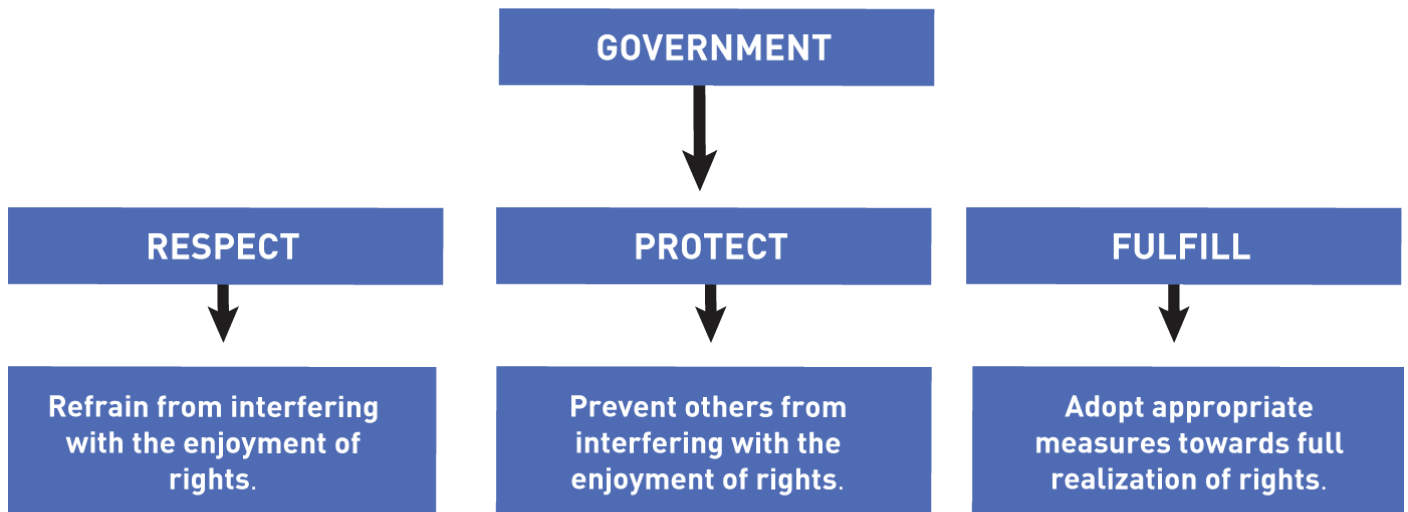 GOVERNMENT
RESPECT
PROTECT
FULFILL
Refrain from interfering
with the enjoyment of
rights.
Prevent others from
interfering with the
enjoyment of rights.
Adopt appropriate
measures towards full
realization of rights.